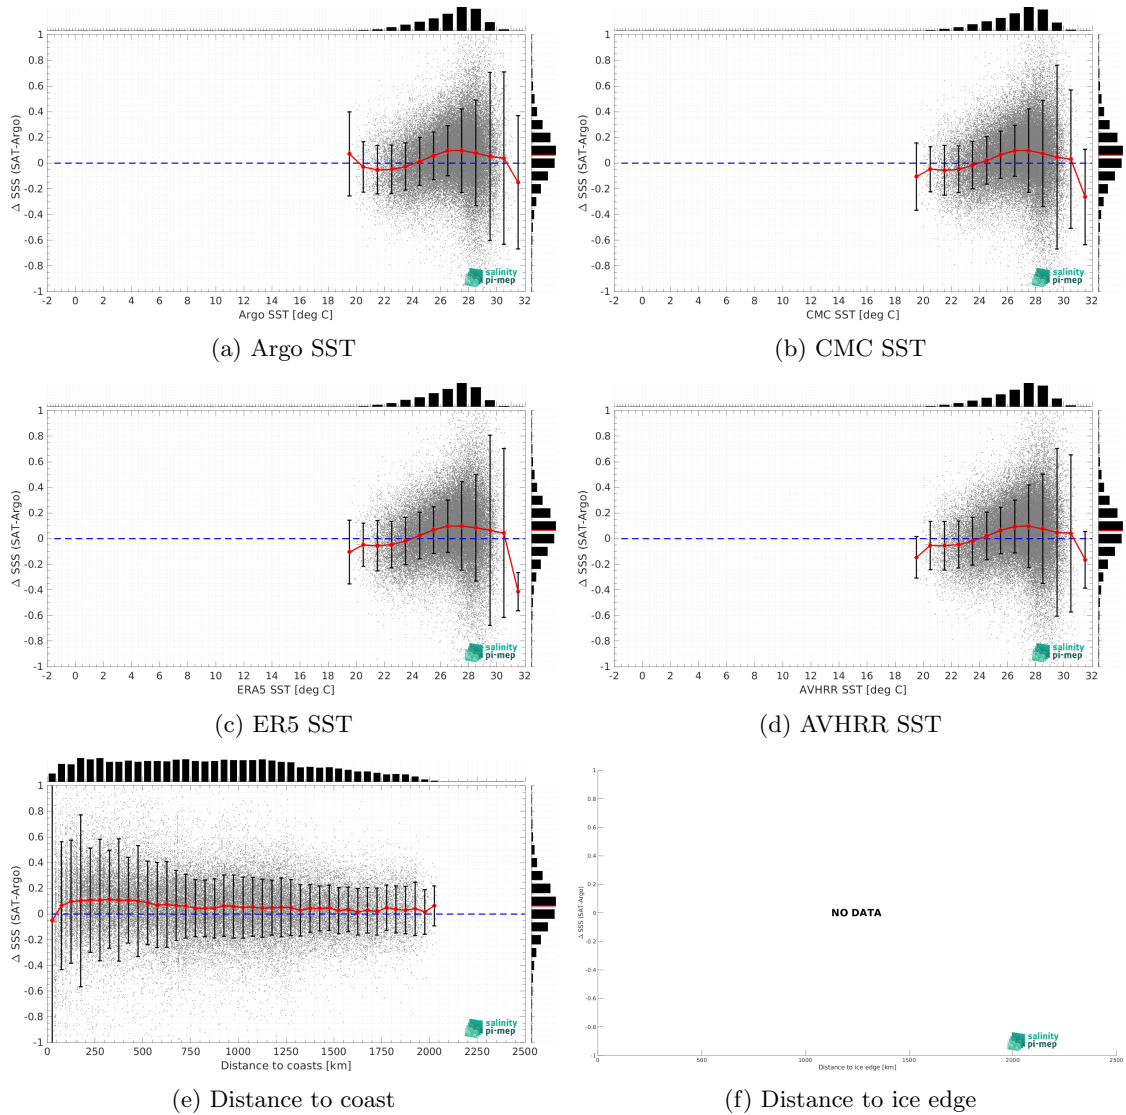 1
0.8
0.6
0.4
0.2
0
-0.2
-0.4
-0.6
-0.8
-1
Δ SSS (SAT-Argo)
salinity
pi-mep
-2 0 2 4 6 8 10 12 14 16 18 20 22 24 26 28 30 32
Argo SST [deg C]
(a) Argo SST
1
0.8
0.6
0.4
0.2
0
-0.2
-0.4
-0.6
-0.8
-1
Δ SSS (SAT-Argo)
salinity
pi-mep
-2 0 2 4 6 8 10 12 14 16 18 20 22 24 26 28 30 32
CMC SST [deg C]
(b) CMC SST
1
0.8
0.6
0.4
0.2
0
-0.2
-0.4
-0.6
-0.8
-1
Δ SSS (SAT-Argo)
salinity
pi-mep
-2 0 2 4 6 8 10 12 14 16 18 20 22 24 26 28 30 32
ERA5 SST [deg C]
(c) ER5 SST
1
0.8
0.6
0.4
0.2
0
-0.2
-0.4
-0.6
-0.8
-1
Δ SSS (SAT-Argo)
salinity
pi-mep
-2 0 2 4 6 8 10 12 14 16 18 20 22 24 26 28 30 32
AVHRR SST [deg C]
(d) AVHRR SST
1
0.8
0.6
0.4
0.2
0
-0.2
-0.4
-0.6
-0.8
-1
Δ SSS (SAT-Argo)
salinity
pi-mep
0 250 500 750 1000 1250 1500 1750 2000 2250 2500
Distance to coasts [km]
(e) Distance to coast
1
0.8
0.6
0.4
0.2
0
-0.2
-0.4
-0.6
-0.8
-1
Δ SSS (SAT-Argo)
NO DATA
salinity
pi-mep
0 500 1000 1500 2000 2500
Distance to ice edge [km]
(f) Distance to ice edge